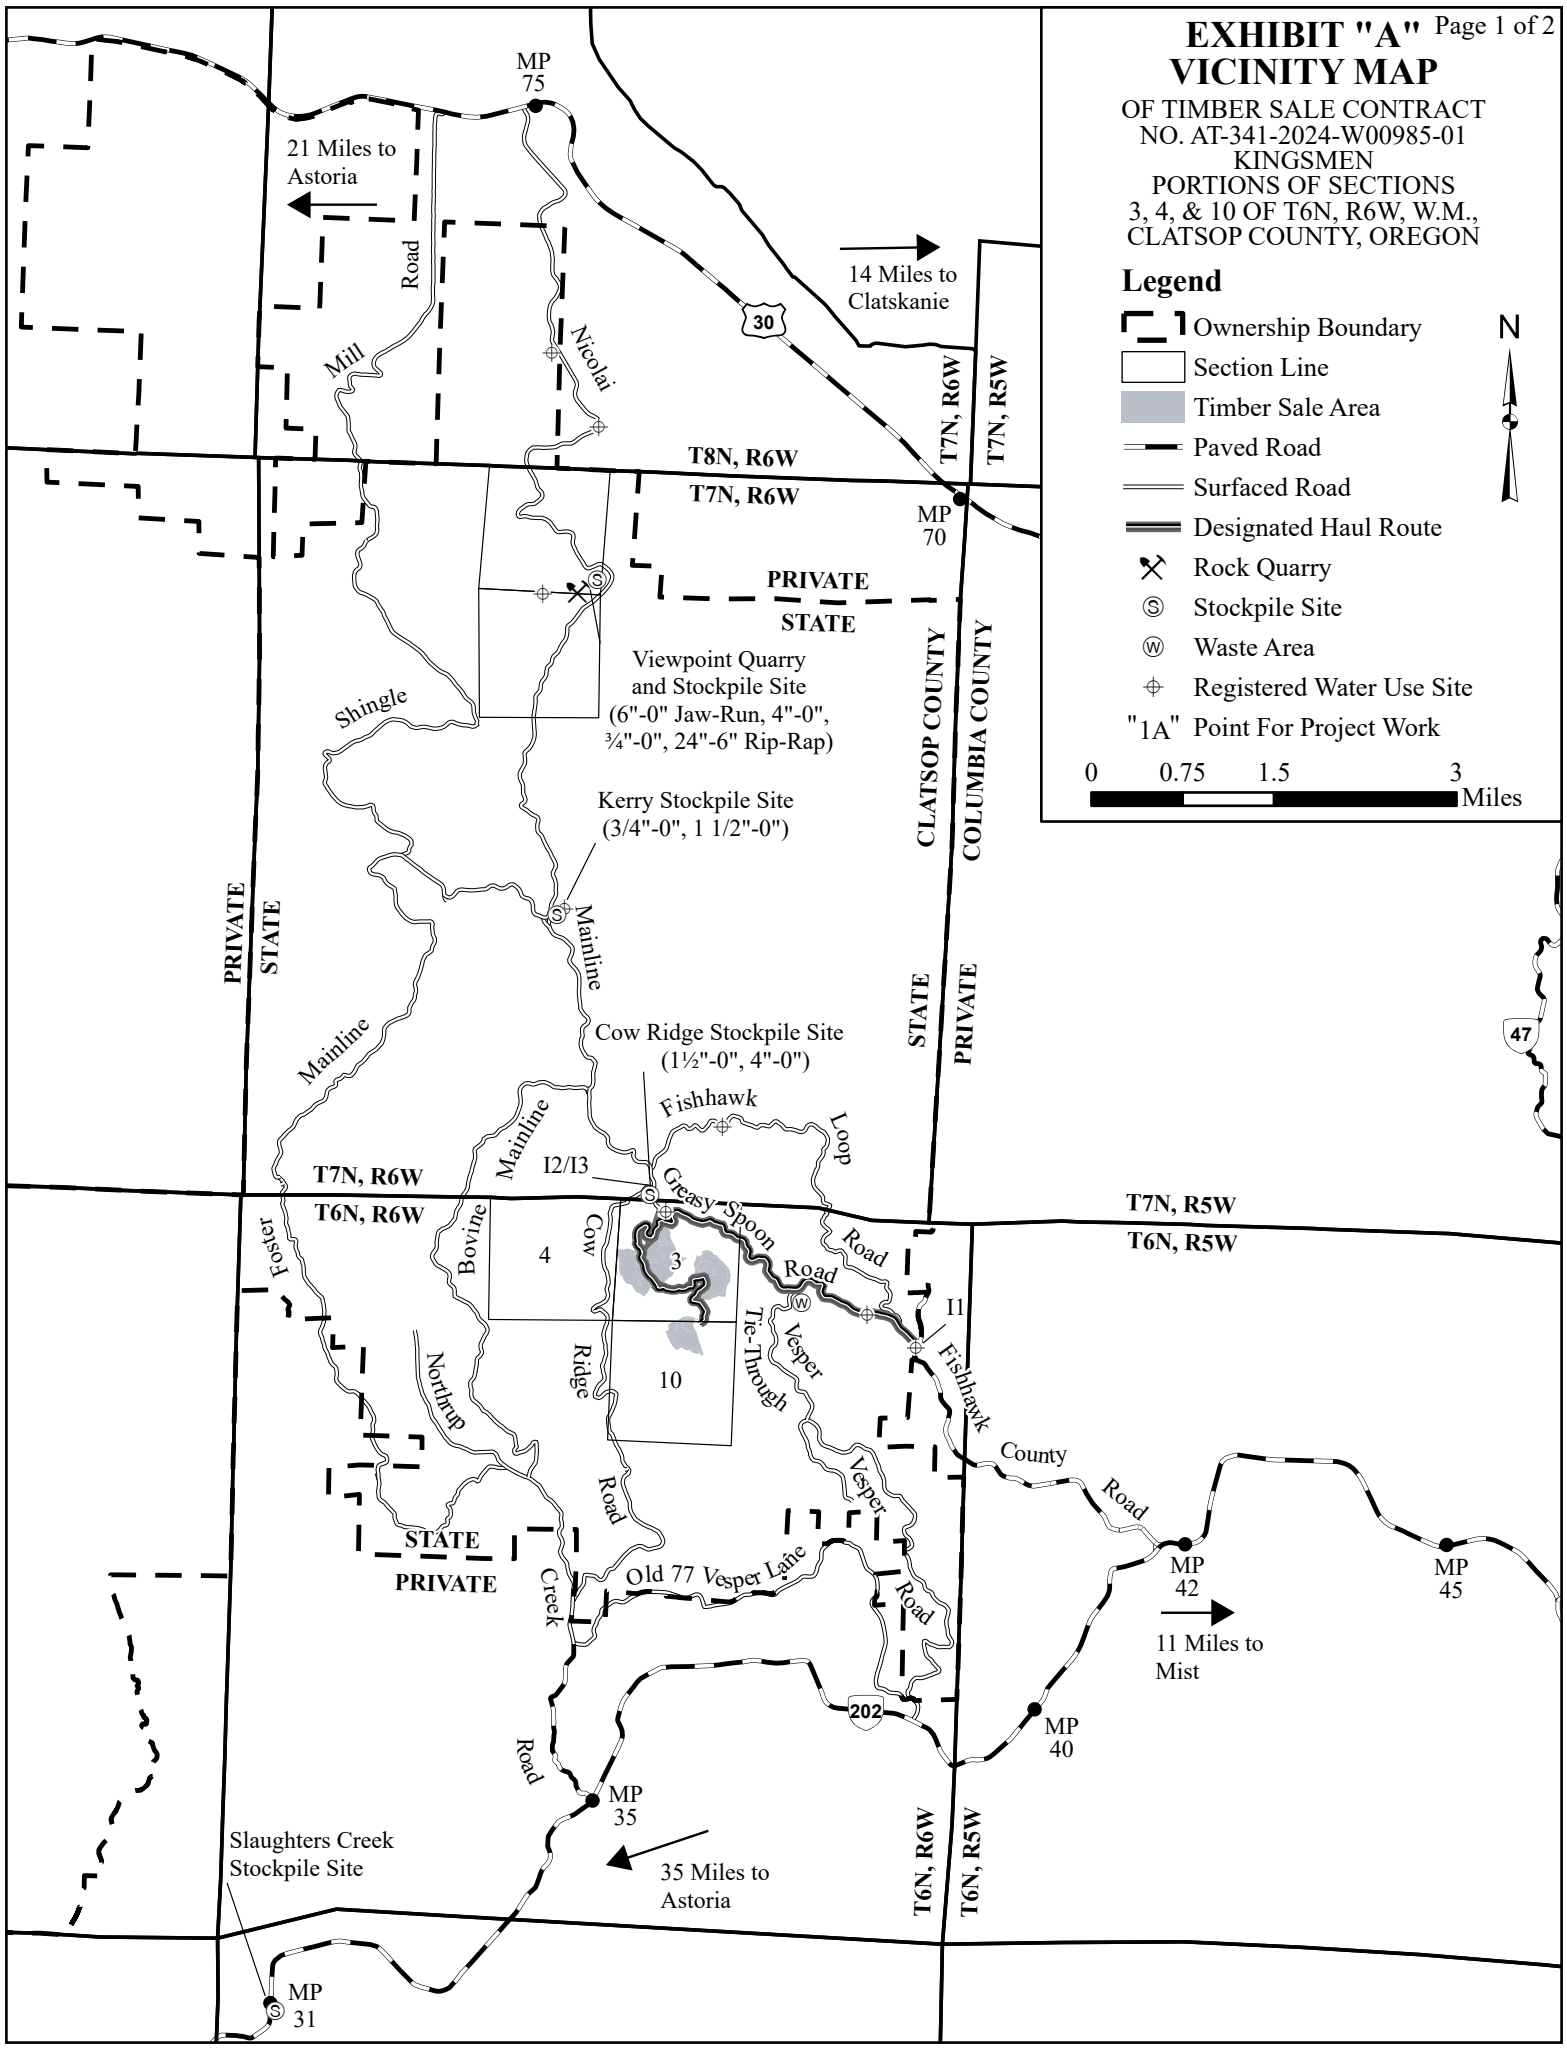 EXHIBIT "A"
Page 1 of 2
VICINITY MAP
OF TIMBER SALE CONTRACT
NO. AT-341-2024-W00985-01
KINGSMEN
PORTIONS OF SECTIONS
3, 4, & 10 OF T6N, R6W, W.M.,
CLATSOP COUNTY, OREGON
Legend
Ownership Boundary
Section Line
Timber Sale Area
Paved Road
Surfaced Road
Designated Haul Route
Rock Quarry
S Stockpile Site
W Waste Area
Registered Water Use Site
"1A" Point For Project Work
N
0 0.75 1.5 3
Miles
MP
75
21 Miles to
Astoria
Road
Mill
Nicolai
30
14 Miles to
Clatskanie
T7N, R6W
T7N, R5W
T8N, R6W
T7N, R6W
MP
70
PRIVATE
STATE
S
Viewpoint Quarry
and Stockpile Site
(6"-0" Jaw-Run, 4"-0",
¾"-0", 24"-6" Rip-Rap)
Shingle
CLATSOP COUNTY
COLUMBIA COUNTY
Kerry Stockpile Site
(3/4"-0", 1 1/2"-0")
S
Mainline
PRIVATE
STATE
STATE
PRIVATE
47
Mainline
Cow Ridge Stockpile Site
(1½"-0", 4"-0")
Fishhawk
Loop
Mainline
I2/I3
T7N, R6W
T6N, R6W
S
Greasy Spoon
Road
T7N, R5W
T6N, R5W
Foster
Bovine
4
Cow
3
Road
W
I1
Tie-Through
Vesper
Fishhawk
Northrup
Ridge
10
County
Road
Vesper
Road
STATE
PRIVATE
Creek
Old 77 Vesper Lane
Road
MP
42
MP
45
11 Miles to
Mist
202
MP
40
Road
MP
35
35 Miles to
Astoria
T6N, R6W
T6N, R5W
Slaughters Creek
Stockpile Site
S
MP
31